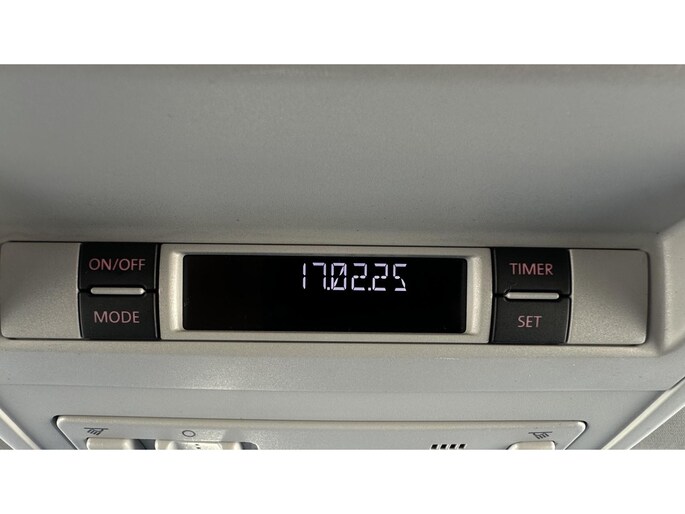 ON/OFF
MODE
17.02.25
TIMER
SET